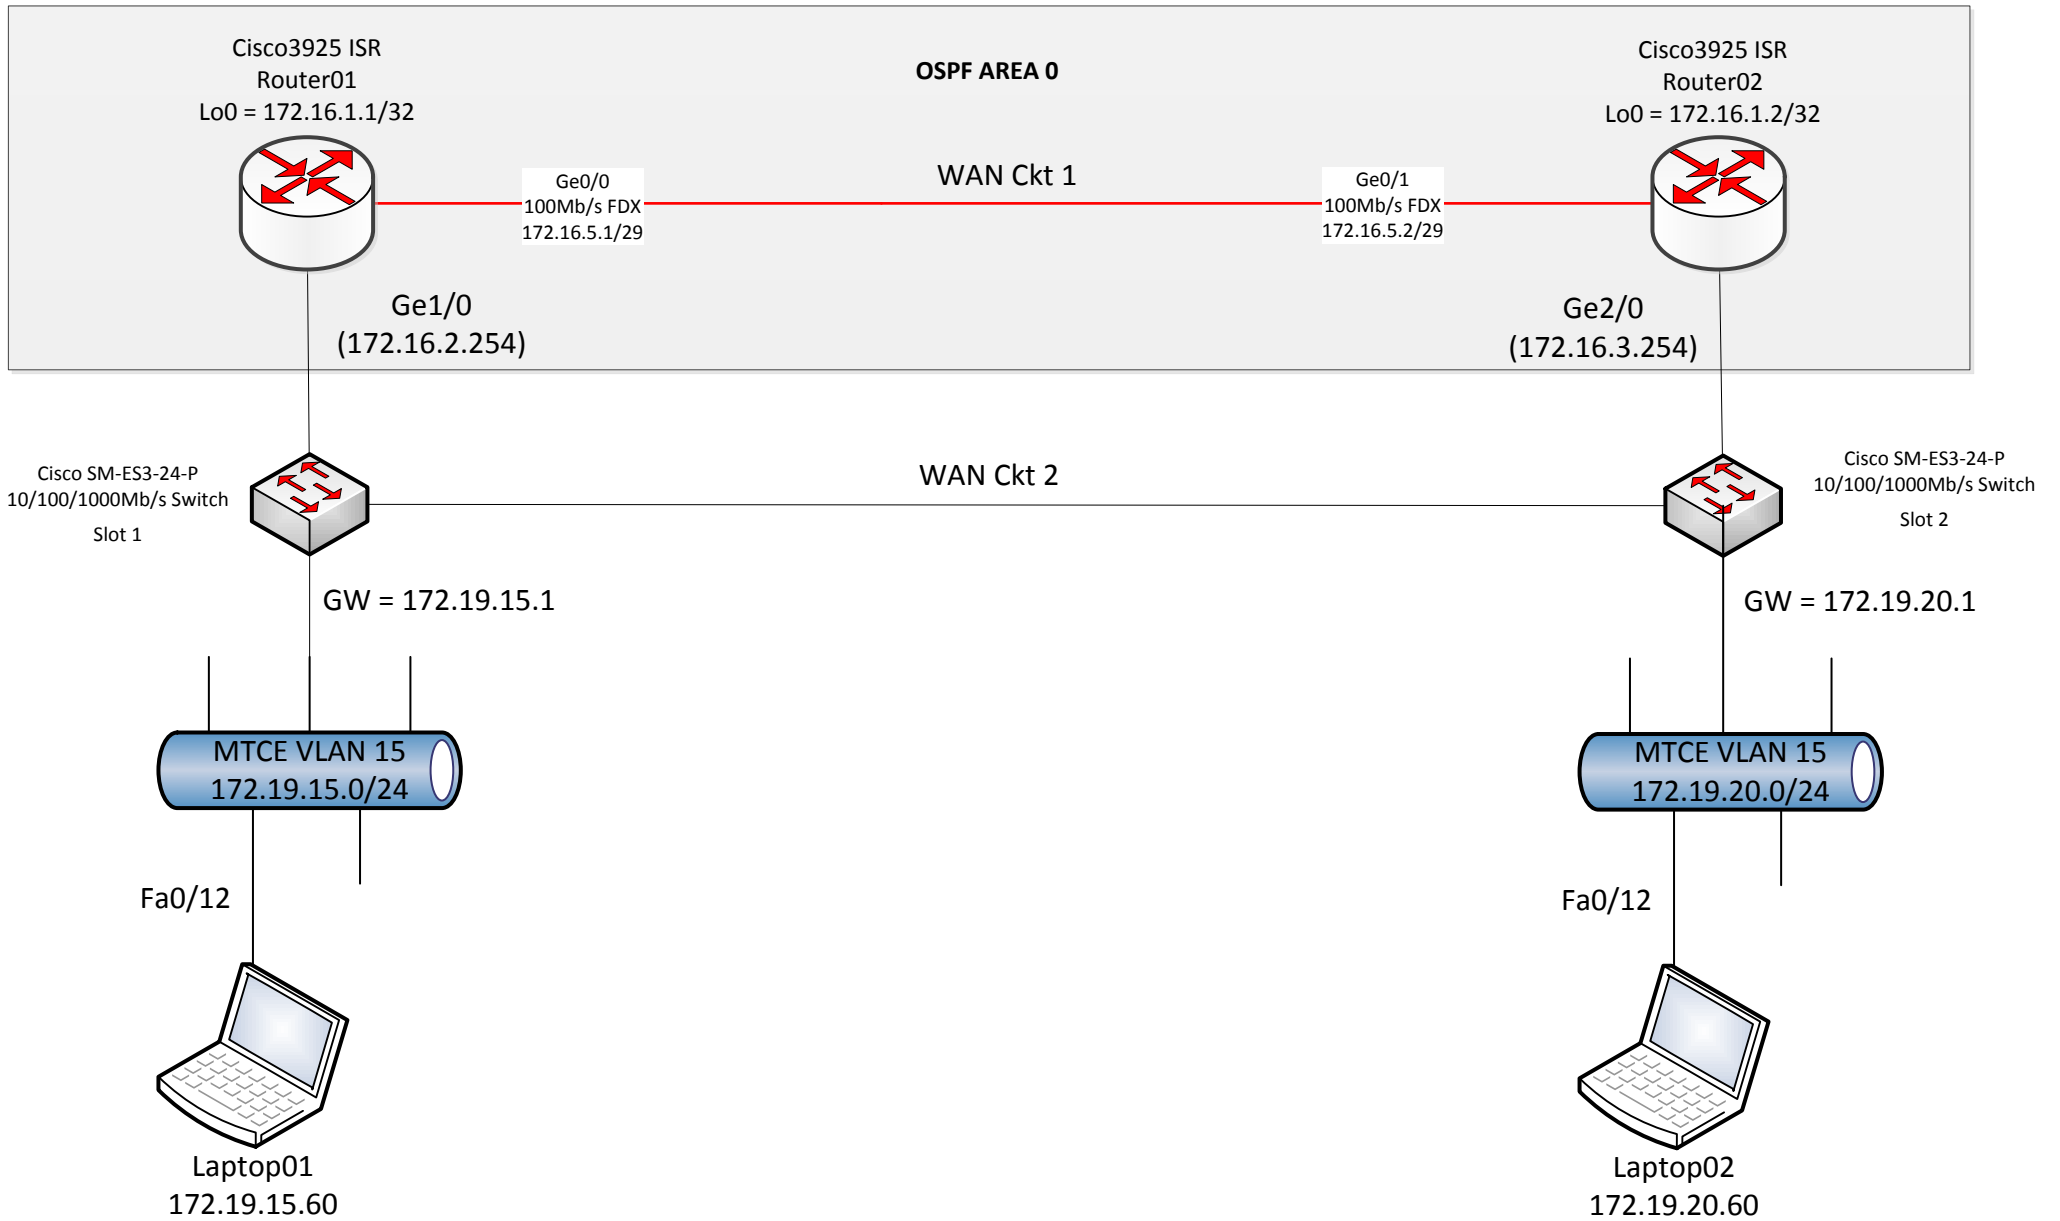 Cisco3925 ISR
Router01
Lo0 = 172.16.1.1/32
OSPF AREA 0
Cisco3925 ISR
Router02
Lo0 = 172.16.1.2/32
Ge0/0
100Mb/s FDX
172.16.5.1/29
WAN Ckt 1
Ge0/1
100Mb/s FDX
172.16.5.2/29
Ge1/0
(172.16.2.254)
Ge2/0
(172.16.3.254)
Cisco SM-ES3-24-P
10/100/1000Mb/s Switch
Slot 1
WAN Ckt 2
Cisco SM-ES3-24-P
10/100/1000Mb/s Switch
Slot 2
GW = 172.19.15.1
GW = 172.19.20.1
MTCE VLAN 15
172.19.15.0/24
MTCE VLAN 15
172.19.20.0/24
Fa0/12
Fa0/12
Laptop01
172.19.15.60
Laptop02
172.19.20.60